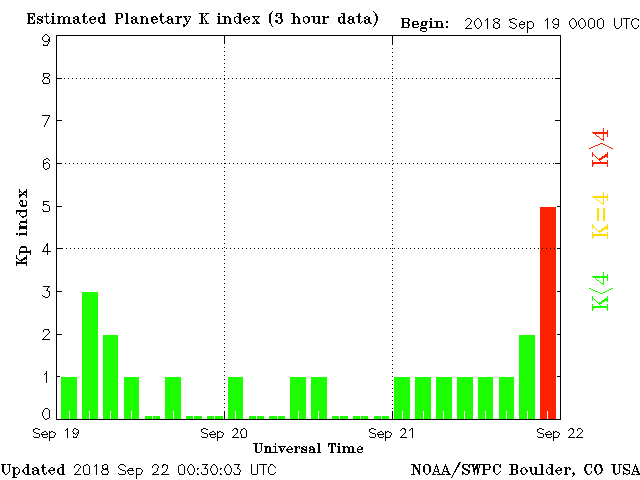 Estimated Planetary K index (3 hour data) Begin: 2018 Sep 19 0000 UTC
9
8
7
6
5
4
3
2
1
0
Kp index
K>4
K=4
K<4
Sep 19 Sep 20 Sep 21 Sep 22
Universal Time
Updated 2018 Sep 22 00:30:03 UTC NOAA/SWPC Boulder, CO USA